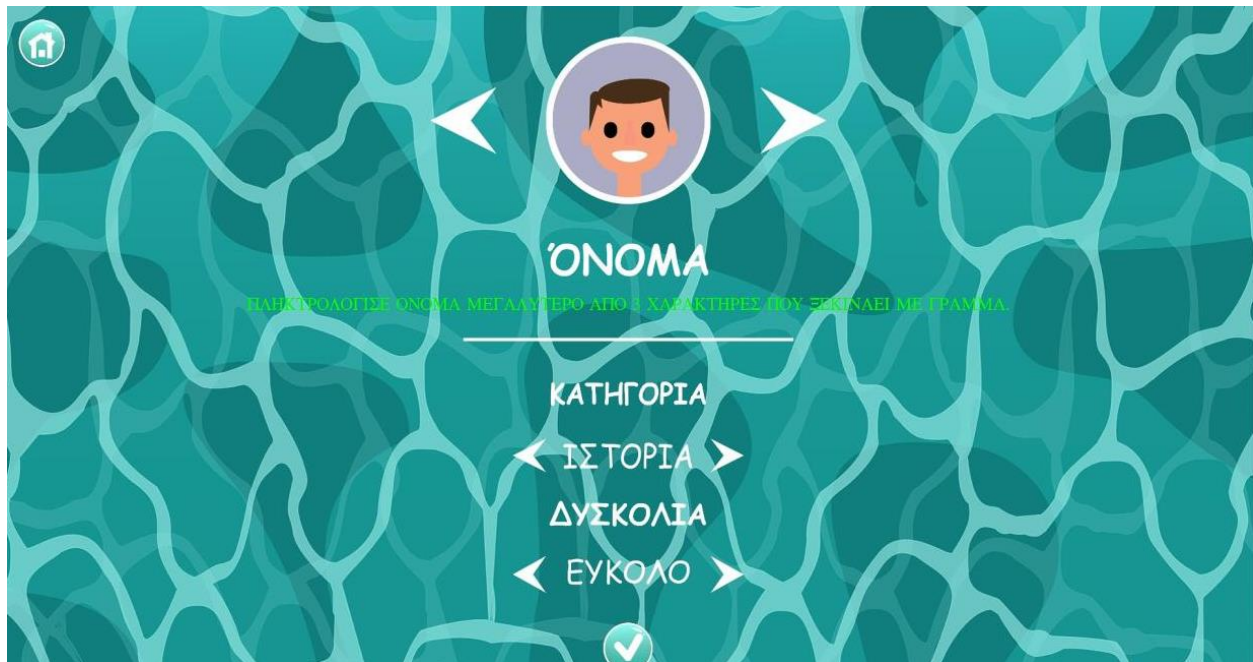 ΌΝΟΜΑ
ΠΛΗΚΤΡΟΛΟΓΙΣΕ ΟΝΟΜΑ ΜΕΓΑΛΥΤΕΡΟ ΑΠΟ 3 ΧΑΡΑΚΤΗΡΕΣ ΠΟΥ ΞΕΚΙΝΑΕΙ ΜΕ ΓΡΑΜΜΑ.
ΚΑΤΗΓΟΡΙΑ
ΙΣΤΟΡΙΑ
ΔΥΣΚΟΛΙΑ
ΕΥΚΟΛΟ